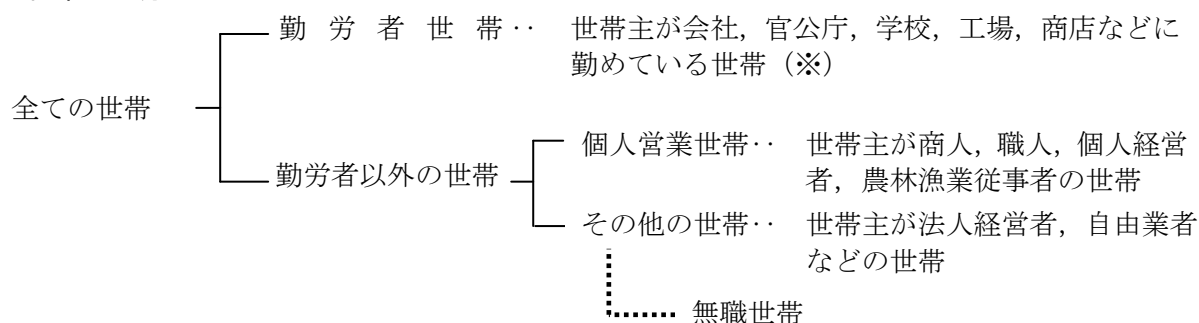 勤労者世帯‥ 世帯主が会社，官公庁，学校，工場，商店などに
勤めている世帯（※）
全ての世帯
個人営業世帯‥ 世帯主が商人，職人，個人経営
者，農林漁業従事者の世帯
勤労者以外の世帯
その他の世帯‥ 世帯主が法人経営者，自由業者
などの世帯
無職世帯